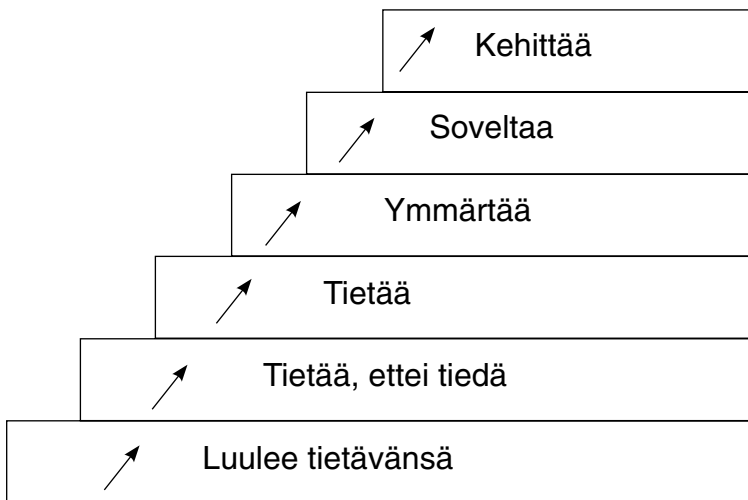 Kehittää
Soveltaa
Ymmärtää
Tietää
Tietää, ettei tiedä
Luulee tietävänsä